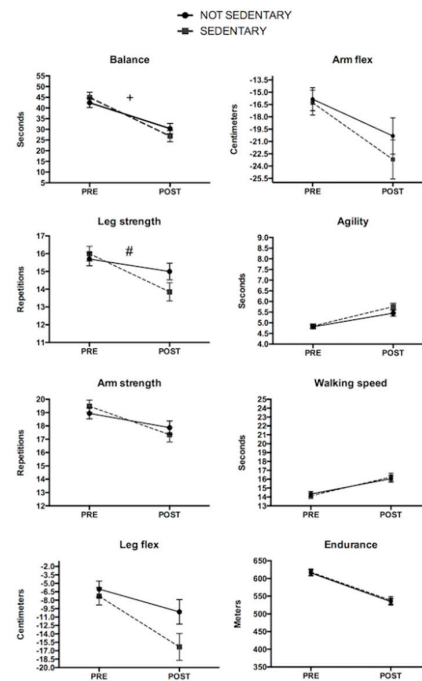 NOT SEDENTARY
SEDENTARY
Balance
Seconds
55
50
45
40
35
30
25
20
15
10
5
+
PRE
POST
Arm flex
Centimeters
-13.5
-15.0
-16.5
-18.0
-19.5
-21.0
-22.5
-24.0
-25.5
PRE
POST
Leg strength
Repetitions
17
16
15
14
13
12
11
#
PRE
POST
Agility
Seconds
9.0
8.5
8.0
7.5
7.0
6.5
6.0
5.5
5.0
4.5
4.0
PRE
POST
Arm strength
Repetitions
20
19
18
17
16
15
14
13
12
PRE
POST
Walking speed
Seconds
25
24
23
22
21
20
19
18
17
16
15
14
13
PRE
POST
Leg flex
Centimeters
-2.0
-3.5
-5.0
-6.5
-8.0
-9.5
-11.0
-12.5
-14.0
-15.5
-17.0
-18.5
-20.0
PRE
POST
Endurance
Meters
650
600
550
500
450
400
350
PRE
POST